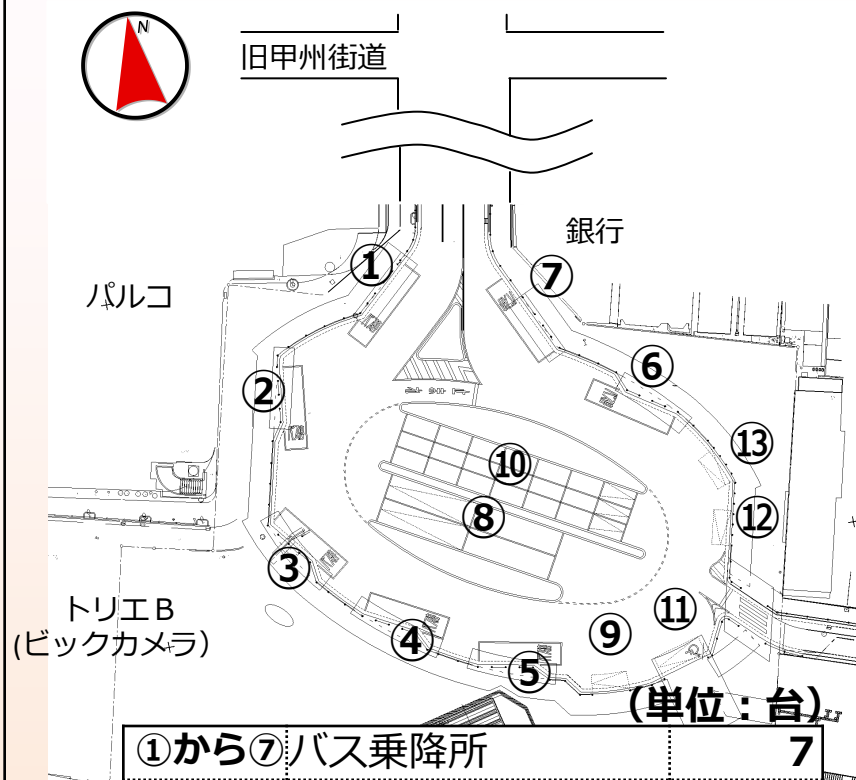 N
旧甲州街道
銀行
①
⑦
パルコ
⑥
②
⑬
⑩
⑧
⑫
③
トリエB
(ビックカメラ)
⑪
④
⑨
⑤
(単位：台)
①から⑦ バス乗降所 7